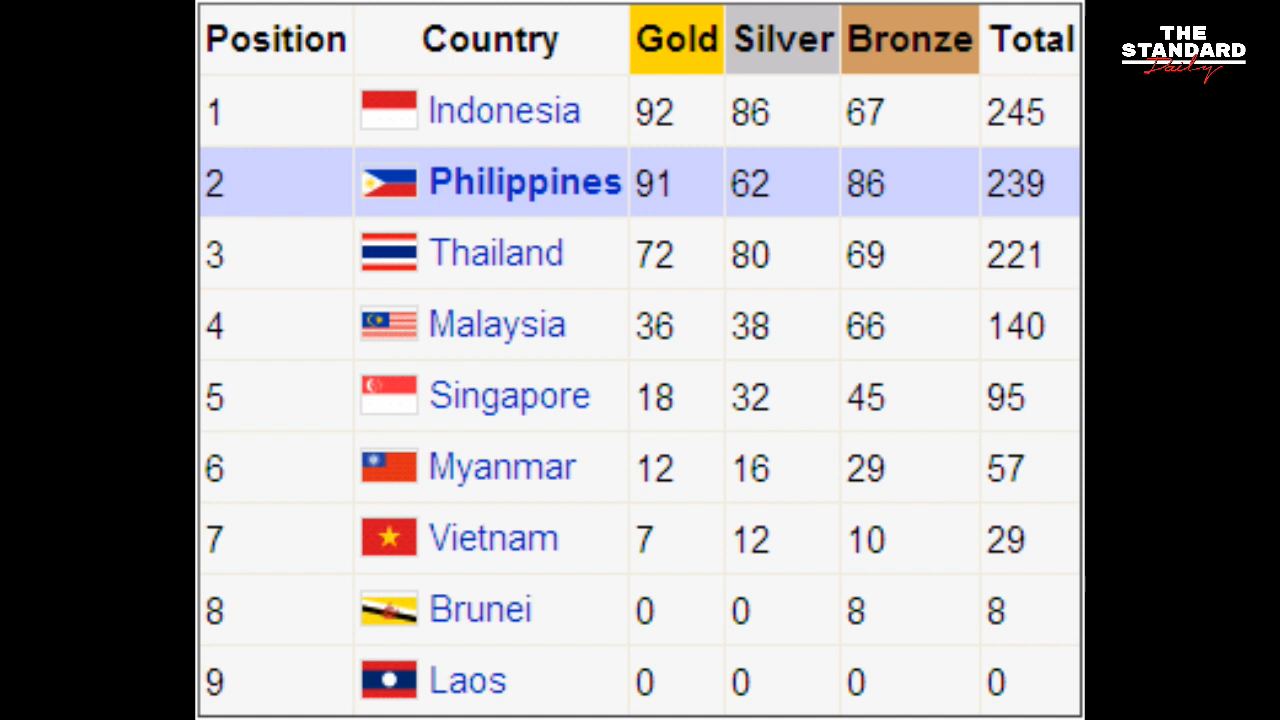 Position Country Gold Silver Bronze Total
1 Indonesia 92 86 67 245
2 Philippines 91 62 86 239
3 Thailand 72 80 69 221
4 Malaysia 36 38 66 140
5 Singapore 18 32 45 95
6 Myanmar 12 16 29 57
7 Vietnam 7 12 10 29
8 Brunei 0 0 8 8
9 Laos 0 0 0 0
THE
STANDARD
Daily